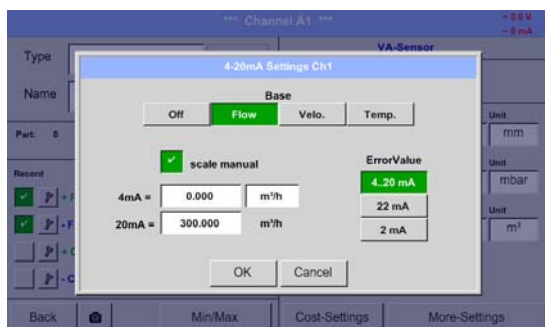 *** Channel A1 ***
~ 0.0 V
~ 0 mA
Type
VA-Sensor
4-20mA Settings Ch1
Name
Base
Off Flow Velo. Temp.
Unit
Part: 0
mm
scale manual
ErrorValue
Unit
Record
4..20 mA
mbar
4mA = 0.000 m³/h
22 mA
Unit
20mA = 300.000 m³/h
2 mA
m³
OK Cancel
Back Min/Max Cost-Settings More-Settings